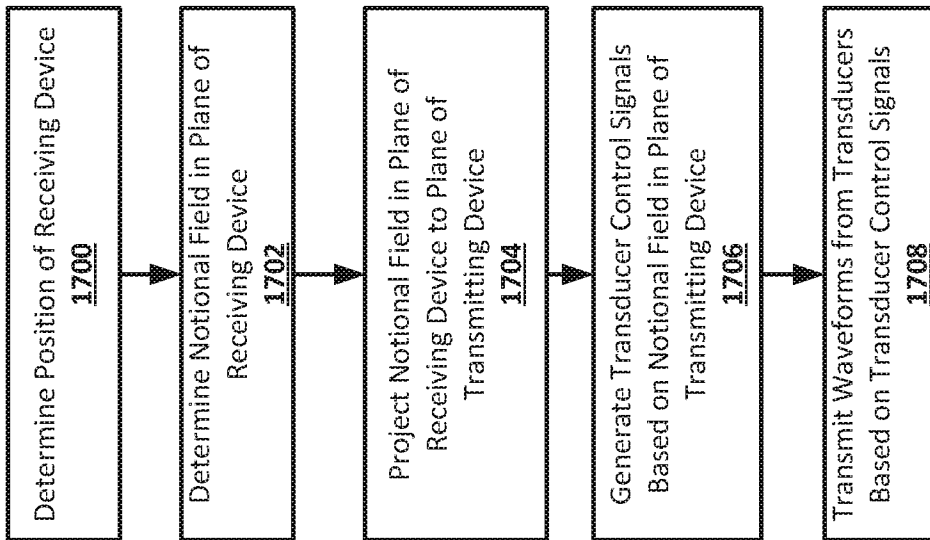 Determine Position of Receiving Device
1700
Determine Notional Field in Plane of
Receiving Device
1702
Project Notional Field in Plane of
Receiving Device to Plane of
Transmitting Device
1704
Generate Transducer Control Signals
Based on Notional Field in Plane of
Transmitting Device
1706
Transmit Waveforms from Transducers
Based on Transducer Control Signals
1708